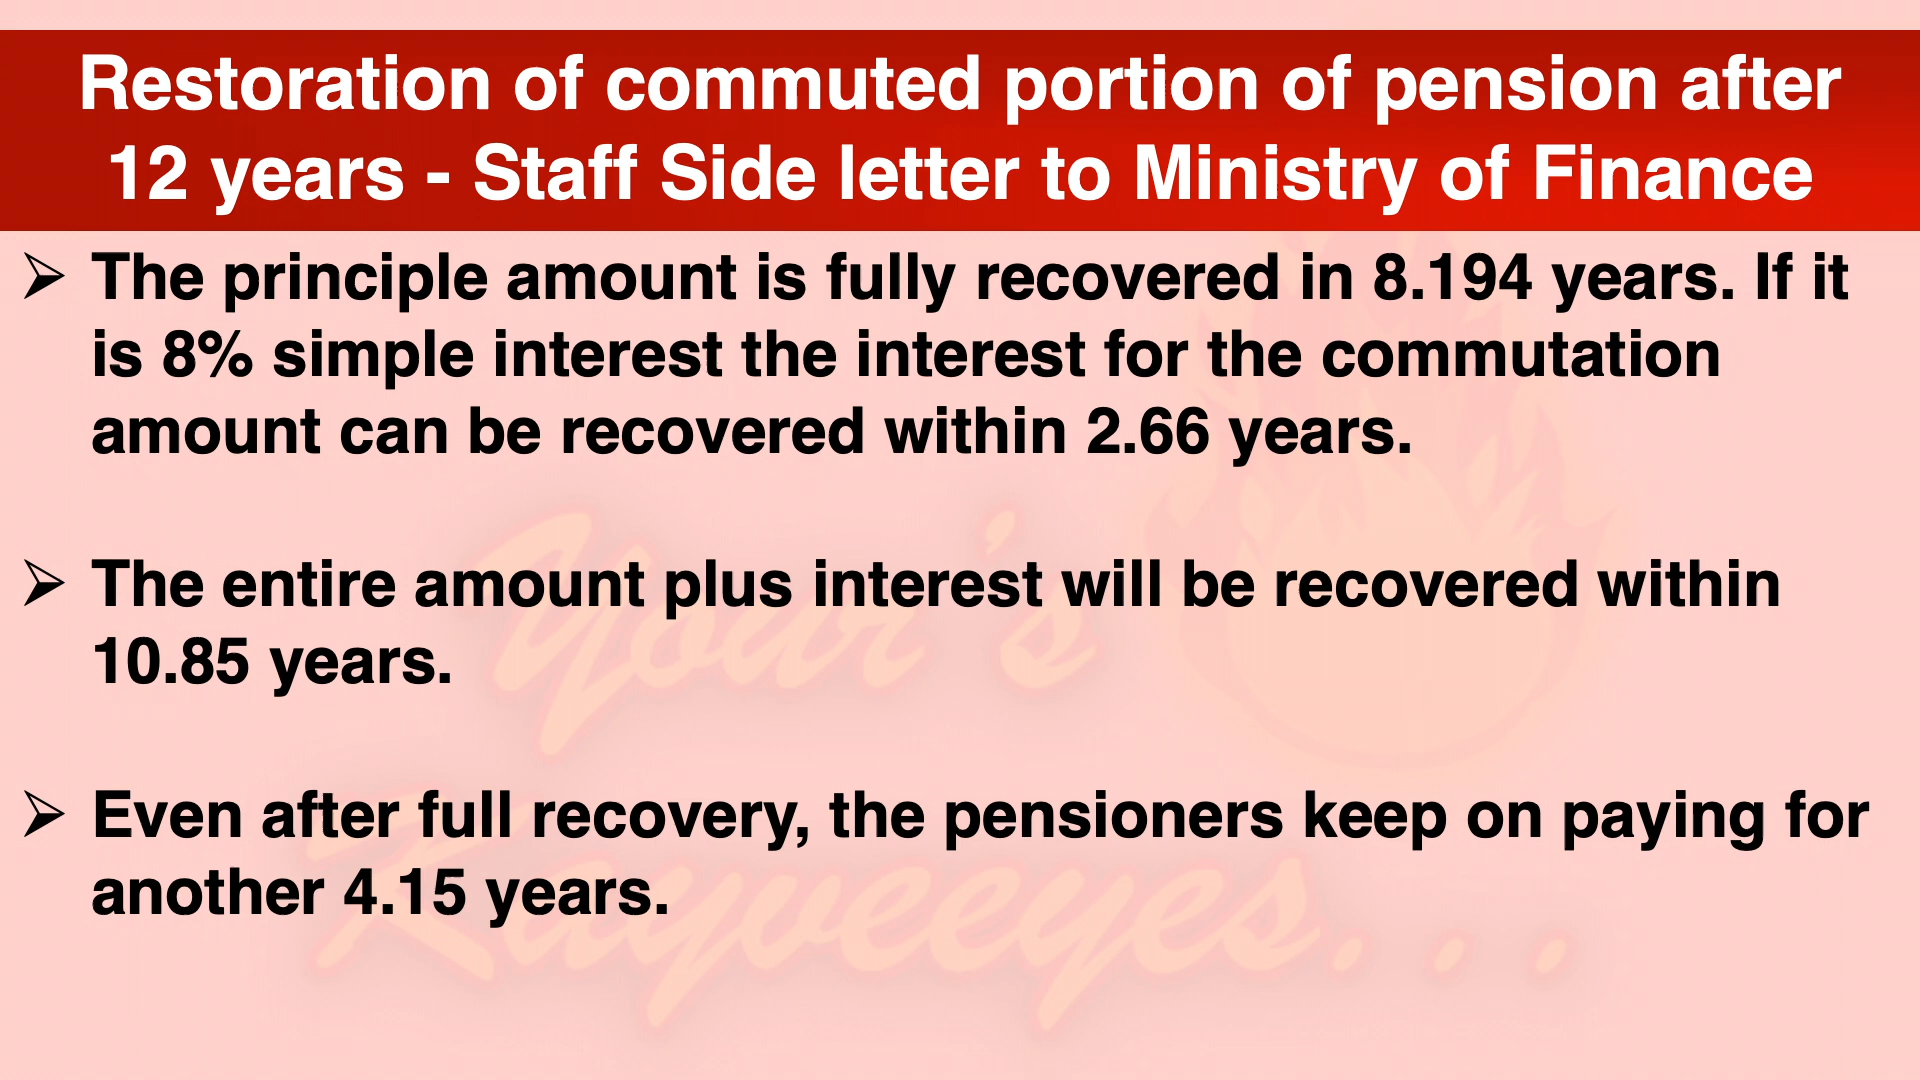 Restoration of commuted portion of pension after
12 years - Staff Side letter to Ministry of Finance
➢ The principle amount is fully recovered in 8.194 years. If it
is 8% simple interest the interest for the commutation
amount can be recovered within 2.66 years.
➢ The entire amount plus interest will be recovered within
10.85 years.
➢ Even after full recovery, the pensioners keep on paying for
another 4.15 years.
Your's
Kayveeyes. . .